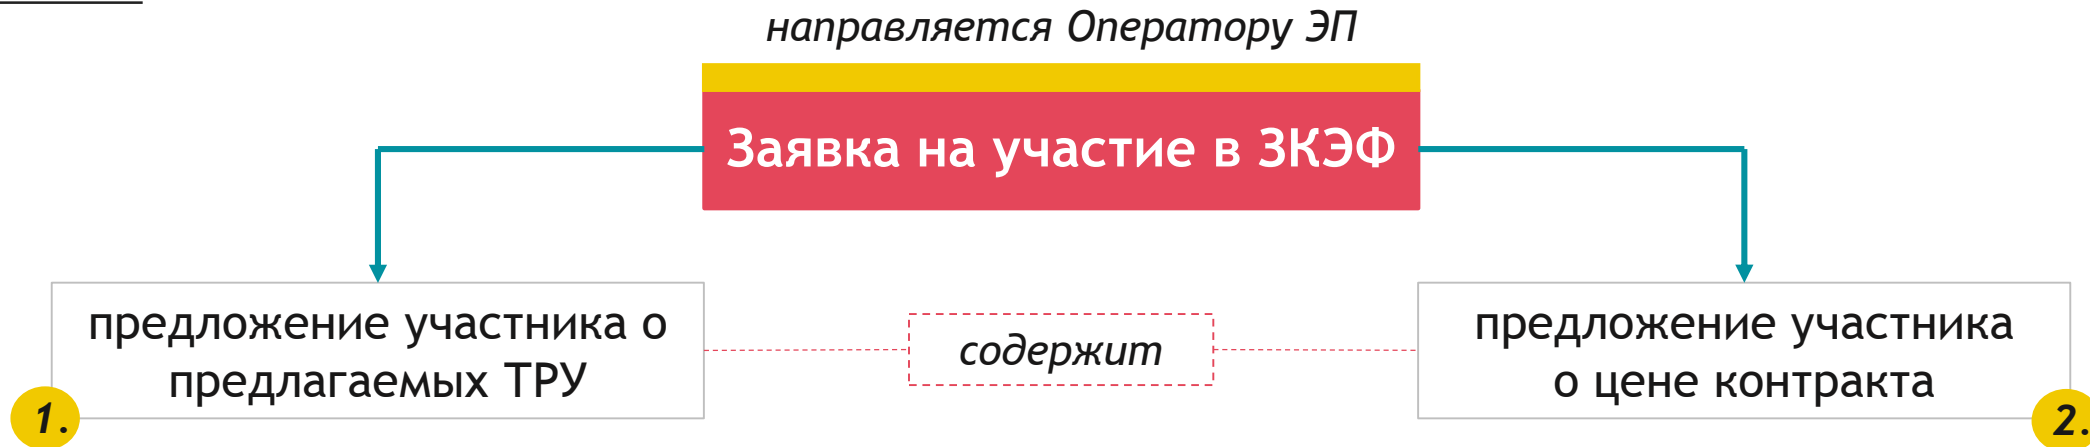 направляется Оператору ЭП
Заявка на участие в ЗКЭФ
предложение участника о
предлагаемых ТРУ
1.
содержит
предложение участника
о цене контракта
2.